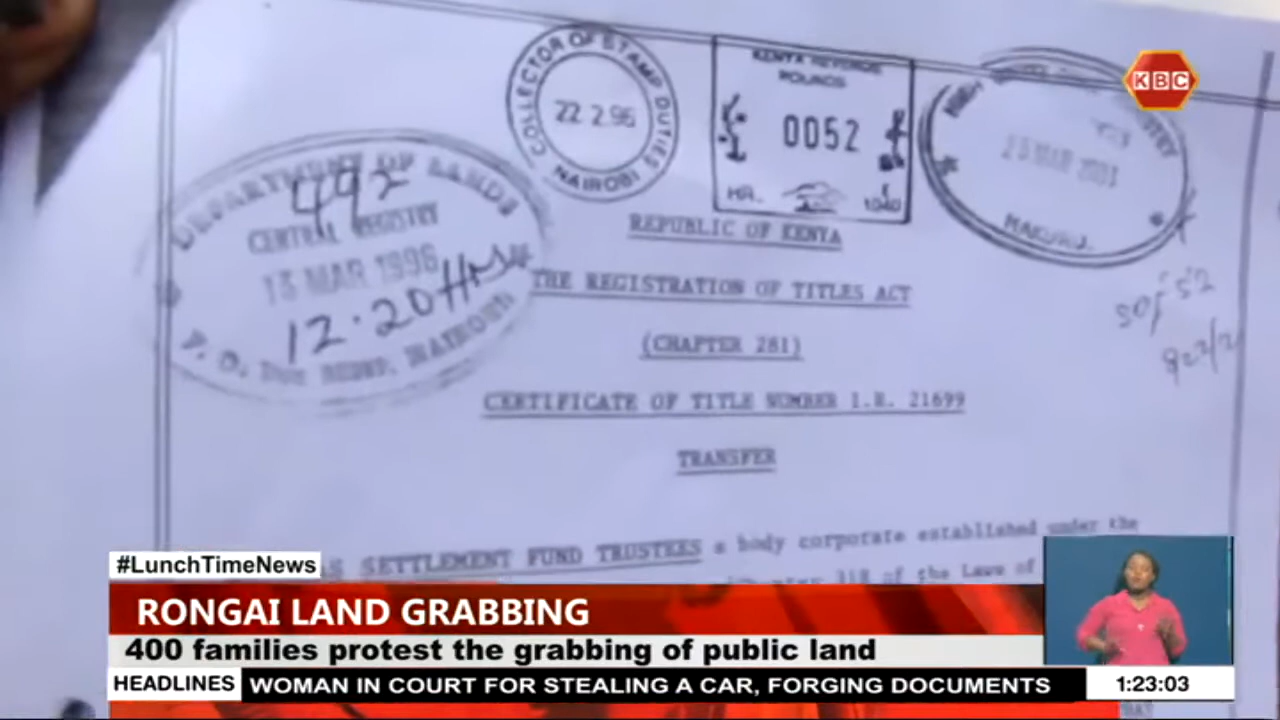 KBC
COLLECTOR OF STAMP DUTIES
22 2.96
NAIROBI
KENYA REVENUE
0052
NAKURU
DEPARTMENT OF LANDS
492
CENTRAL REGISTRY
13 MAR 1996
12.20
NAIROBI
REPUBLIC OF KENYA
THE REGISTRATION OF TITLES ACT
(CHAPTER 281)
CERTIFICATE OF TITLE NUMBER I.R. 21699
TRANSFER
SETTLEMENT FUND TRUSTEES a body corporate established under the
of the Laws of
#LunchTimeNews
RONGAI LAND GRABBING
400 families protest the grabbing of public land
HEADLINES
WOMAN IN COURT FOR STEALING A CAR, FORGING DOCUMENTS
1:23:03